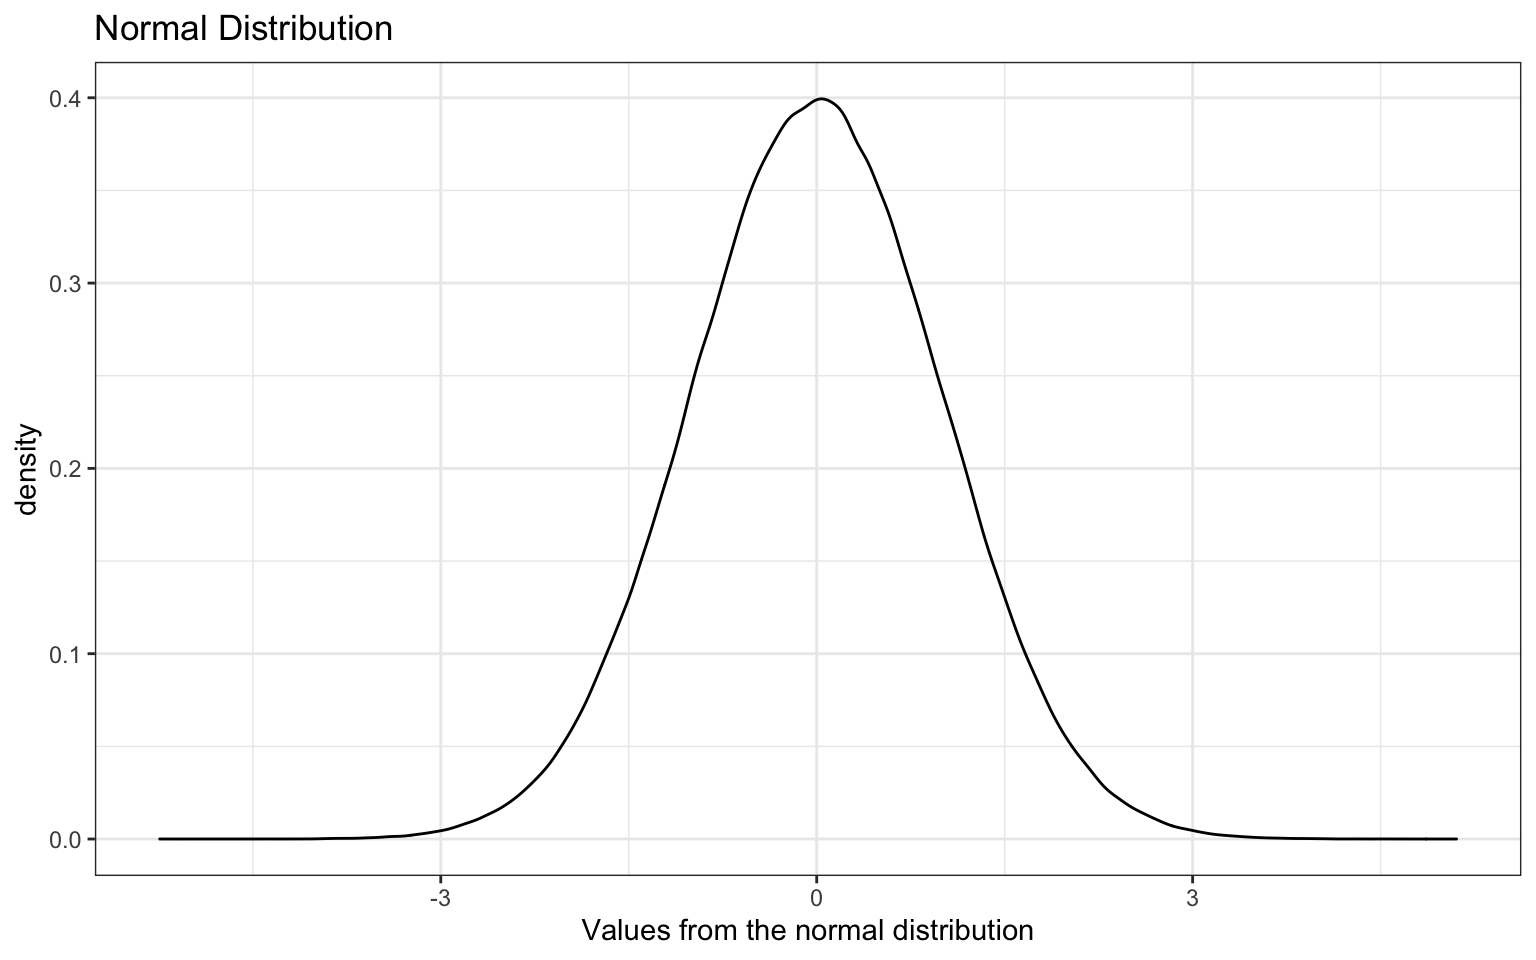 Normal Distribution
0.4
0.3
0.2
0.1
0.0
density
-3
0
3
Values from the normal distribution